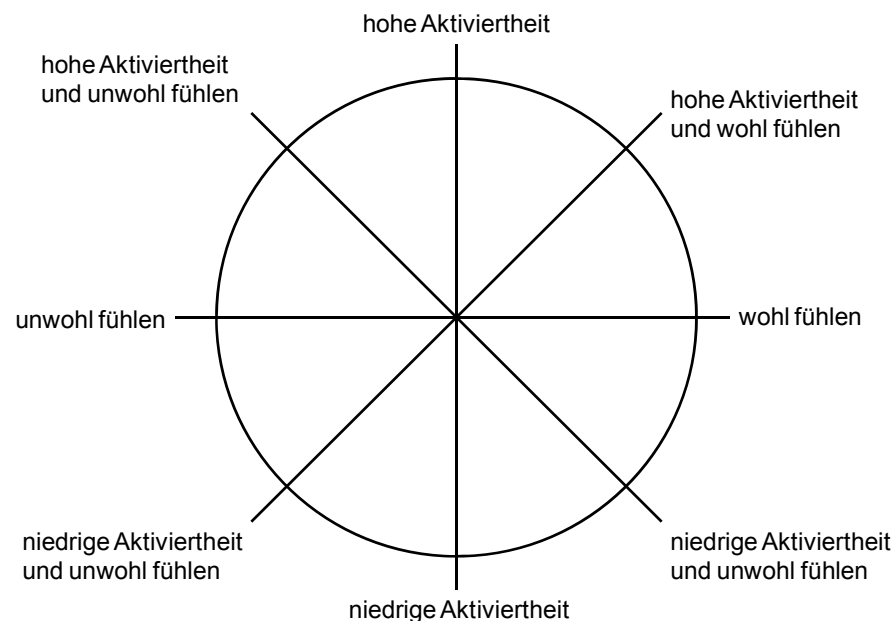 hohe Aktiviertheit
hohe Aktiviertheit
und unwohl fühlen
hohe Aktiviertheit
und wohl fühlen
unwohl fühlen
wohl fühlen
niedrige Aktiviertheit
und unwohl fühlen
niedrige Aktiviertheit
und unwohl fühlen
niedrige Aktiviertheit